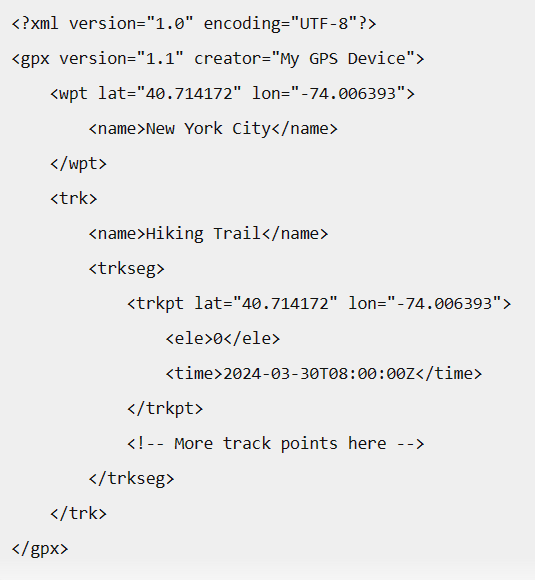 <?xml version="1.0" encoding="UTF-8"?>
<gpx version="1.1" creator="My GPS Device">
    <wpt lat="40.714172" lon="-74.006393">
        <name>New York City</name>
    </wpt>
    <trk>
        <name>Hiking Trail</name>
        <trkseg>
            <trkpt lat="40.714172" lon="-74.006393">
                <ele>0</ele>
                <time>2024-03-30T08:00:00Z</time>
            </trkpt>
            <!-- More track points here -->
        </trkseg>
    </trk>
</gpx>